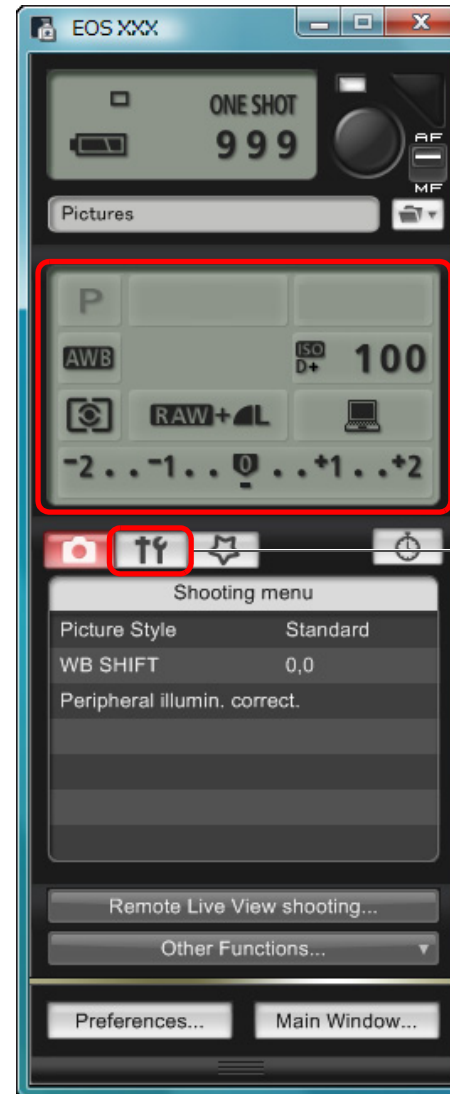 EOS XXX
ONE SHOT
999
AF
MF
Pictures
P
AWB
ISO
D+ 100
RAW+L
-2..-1..0..+1..+2
Shooting menu
Picture Style Standard
WB SHIFT 0,0
Peripheral illumin. correct.
Remote Live View shooting...
Other Functions...
Preferences... Main Window...